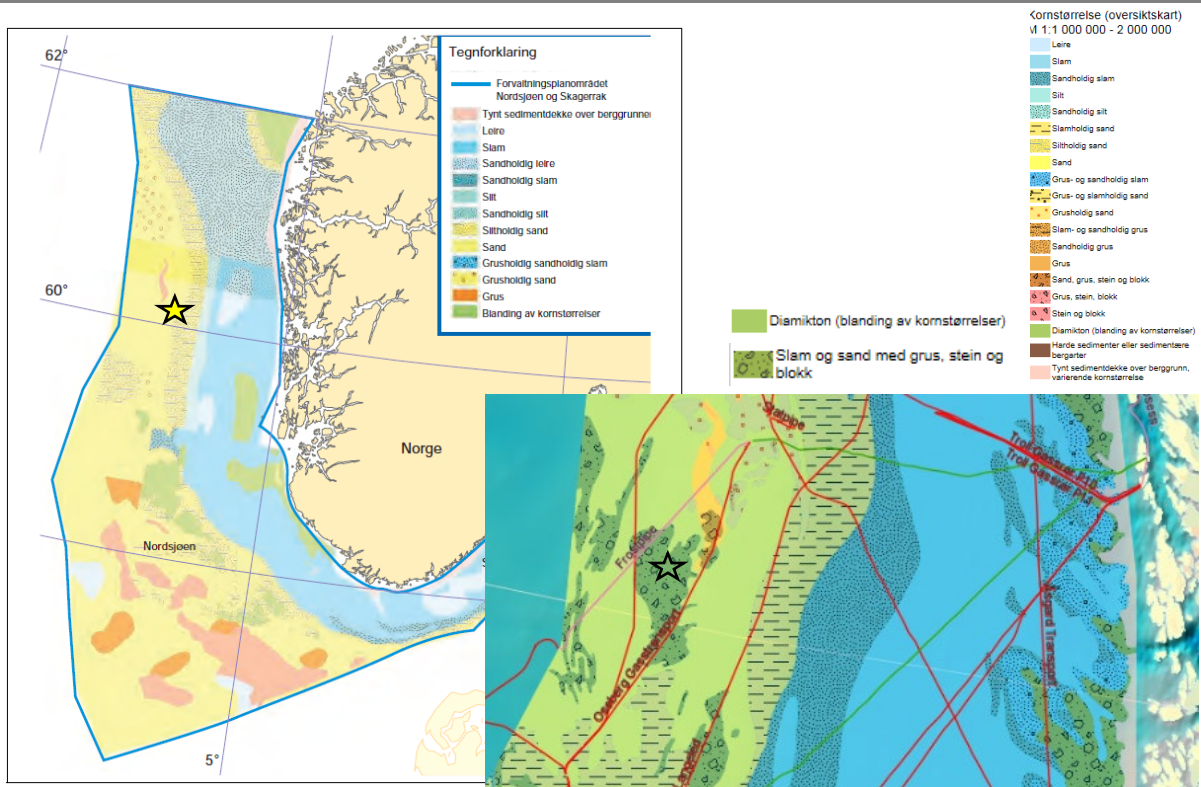 62°
60°
5°
Norge
Nordsjøen
Tegnforklaring
Forvaltningsplanområdet
Nordsjøen og Skagerrak
Tynt sedimentdekke over berggrunne
Leire
Slam
Sandholdig leire
Sandholdig slam
Silt
Sandholdig silt
Siltholdig sand
Sand
Grusholdig sandholdig slam
Grusholdig sand
Grus
Blanding av kornstørrelser
Kornstørrelse (oversiktskart)
M 1:1 000 000 - 2 000 000
Leire
Slam
Sandholdig slam
Silt
Sandholdig silt
Slamholdig sand
Siltholdig sand
Sand
Grus- og sandholdig slam
Grus- og slamholdig sand
Grusholdig sand
Slam- og sandholdig grus
Sandholdig grus
Grus
Sand, grus, stein og blokk
Grus, stein, blokk
Stein og blokk
Diamikton (blanding av kornstørrelser)
Harde sedimenter eller sedimentære
bergarter
Tynt sedimentdekke over berggrunn,
varierende kornstørrelse
Diamikton (blanding av kornstørrelser)
Slam og sand med grus, stein og
blokk
Statpipe
Frostpipe
Oseberg Gasstransport
Troll Gassrør P10
Troll Gassrør P11
Åsgard Transport